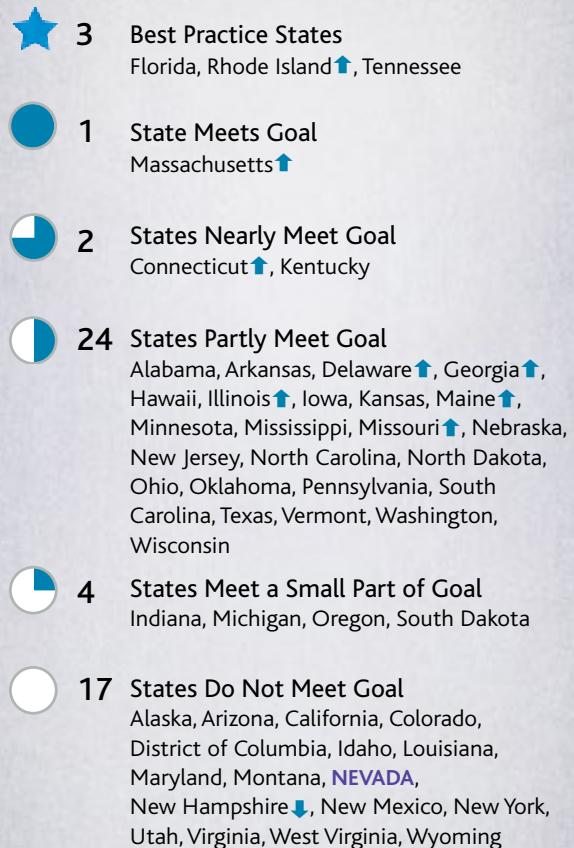 3 Best Practice States
Florida, Rhode Island⬆, Tennessee
1 State Meets Goal
Massachusetts⬆
2 States Nearly Meet Goal
Connecticut⬆, Kentucky
24 States Partly Meet Goal
Alabama, Arkansas, Delaware⬆, Georgia⬆,
Hawaii, Illinois⬆, Iowa, Kansas, Maine⬆,
Minnesota, Mississippi, Missouri⬆, Nebraska,
New Jersey, North Carolina, North Dakota,
Ohio, Oklahoma, Pennsylvania, South
Carolina, Texas, Vermont, Washington,
Wisconsin
4 States Meet a Small Part of Goal
Indiana, Michigan, Oregon, South Dakota
17 States Do Not Meet Goal
Alaska, Arizona, California, Colorado,
District of Columbia, Idaho, Louisiana,
Maryland, Montana, NEVADA,
New Hampshire⬇, New Mexico, New York,
Utah, Virginia, West Virginia, Wyoming